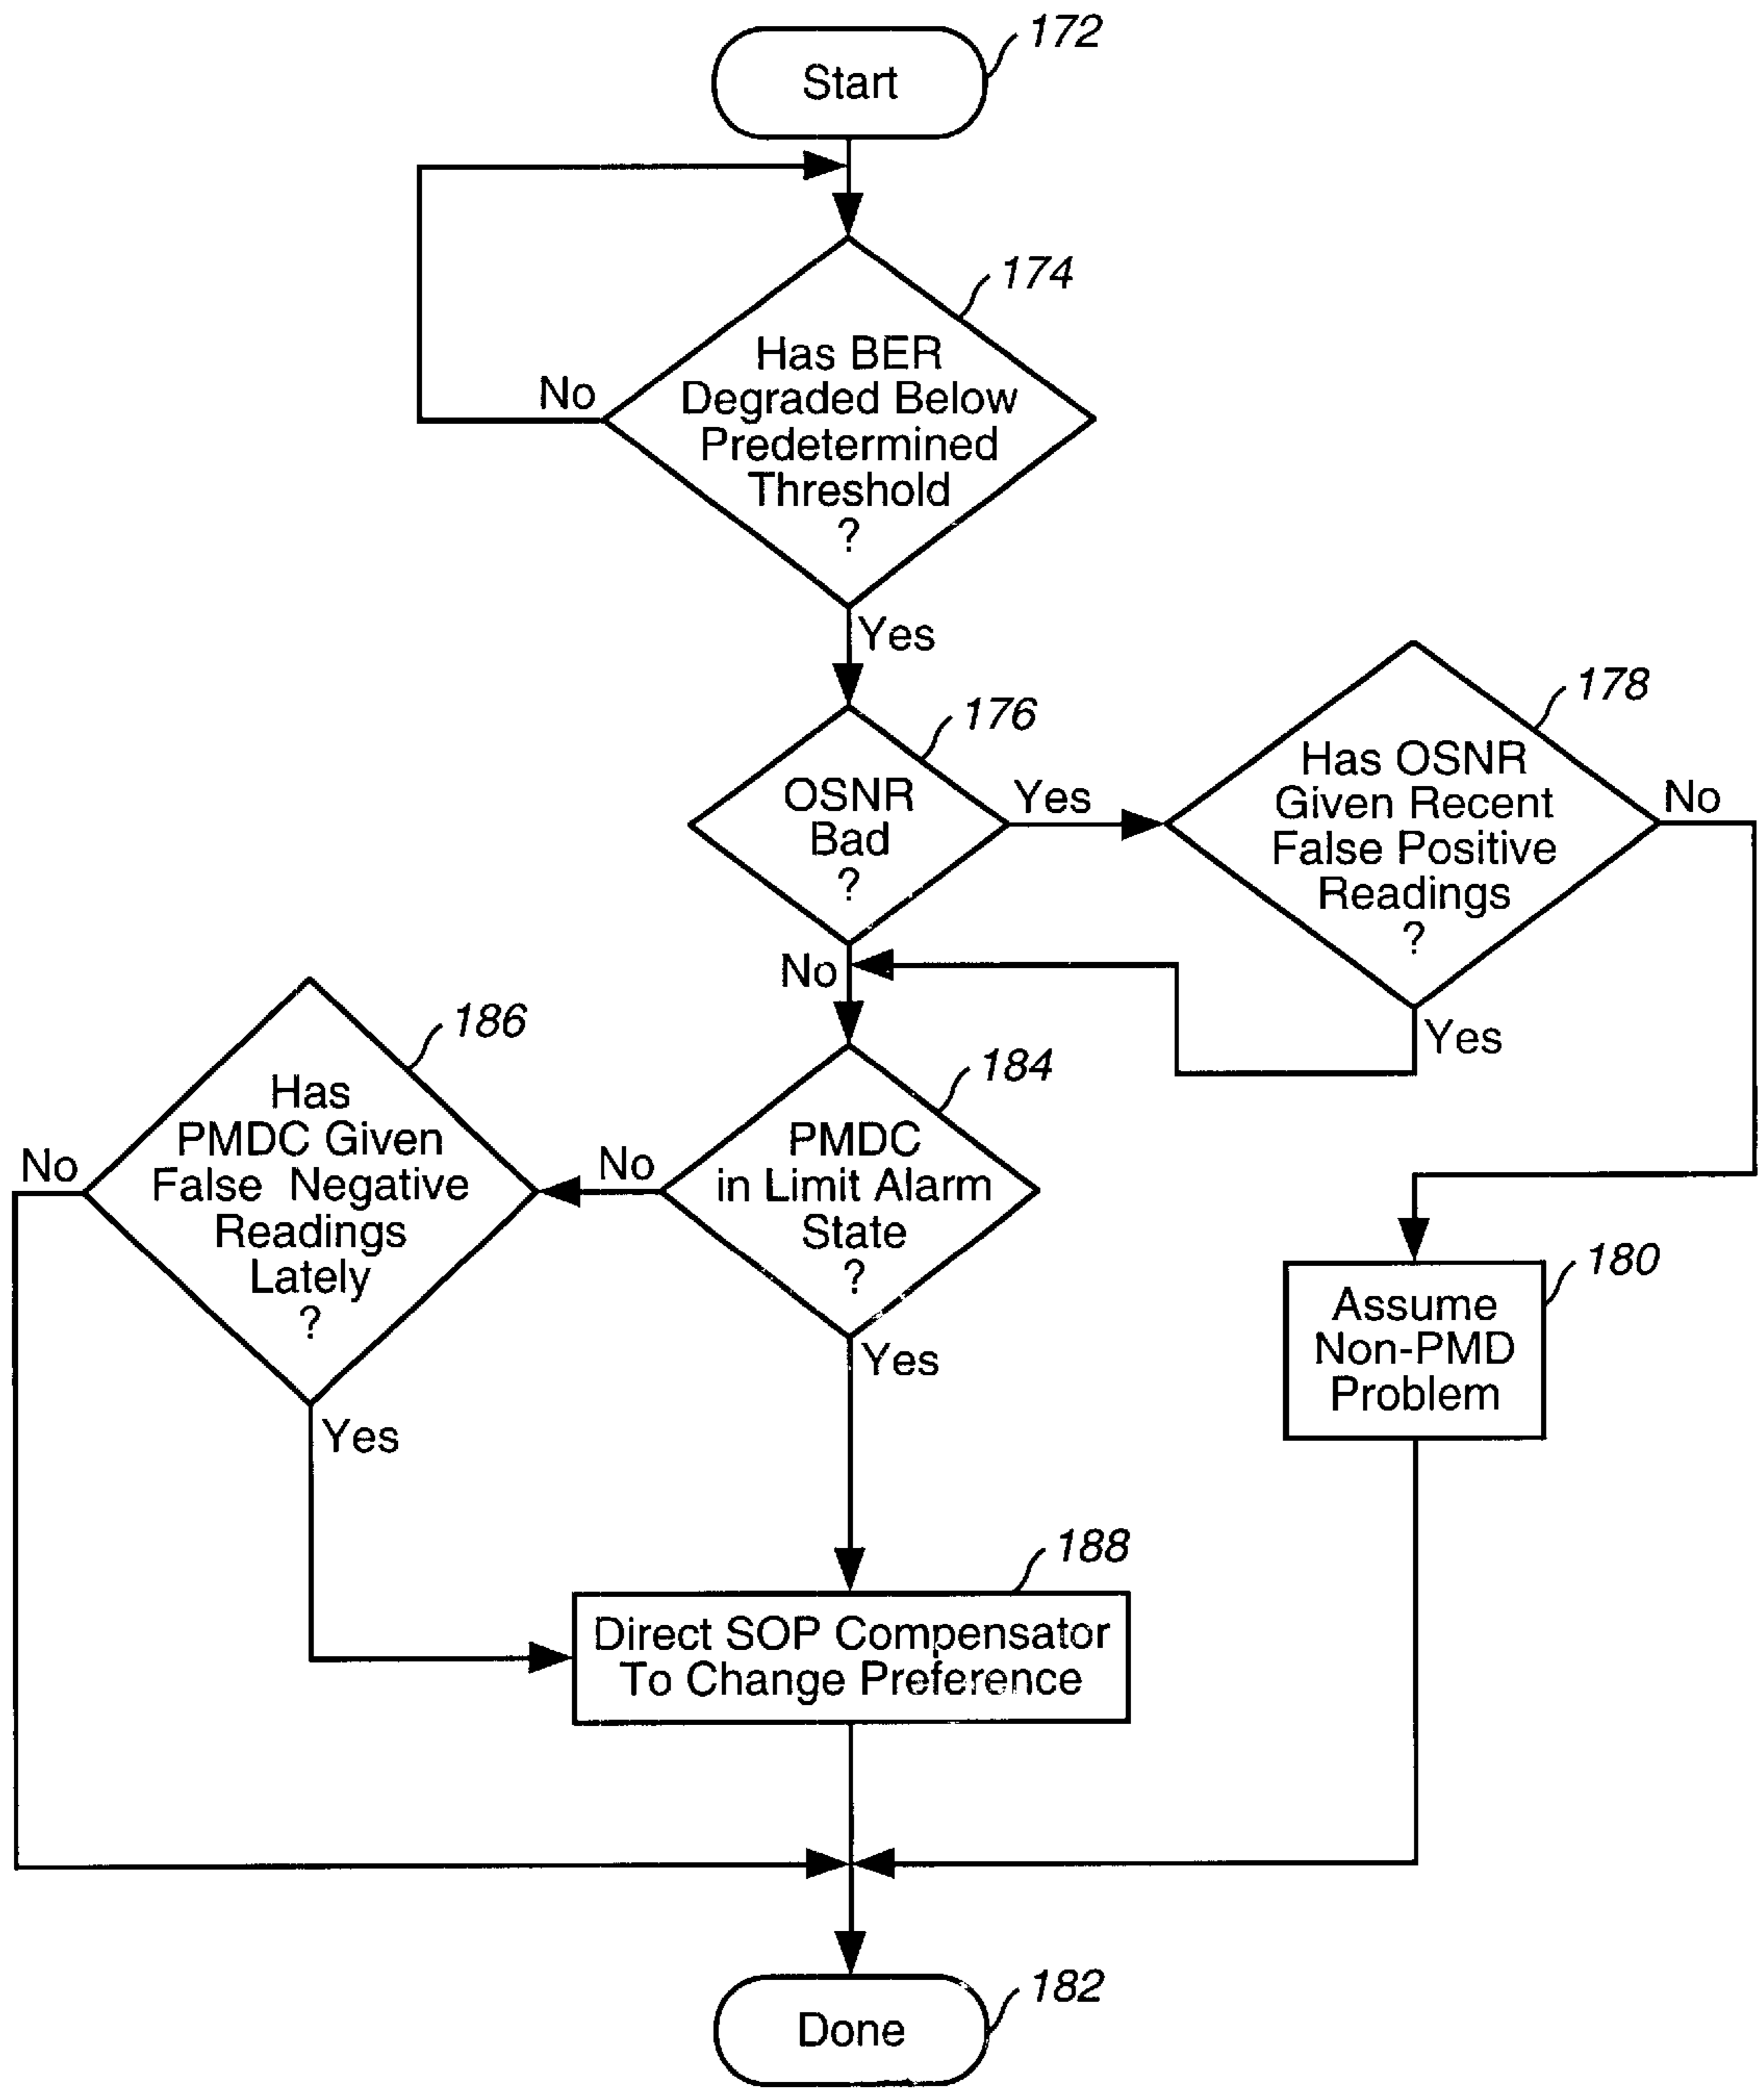 172
Start
174
Has BER
Degraded Below
Predetermined
Threshold
?
No
Yes
176
OSNR
Bad
?
Yes
No
178
Has OSNR
Given Recent
False Positive
Readings
?
No
Yes
186
Has
PMDC Given
False Negative
Readings
Lately
?
No
Yes
184
PMDC
in Limit Alarm
State
?
No
Yes
180
Assume
Non-PMD
Problem
188
Direct SOP Compensator
To Change Preference
182
Done